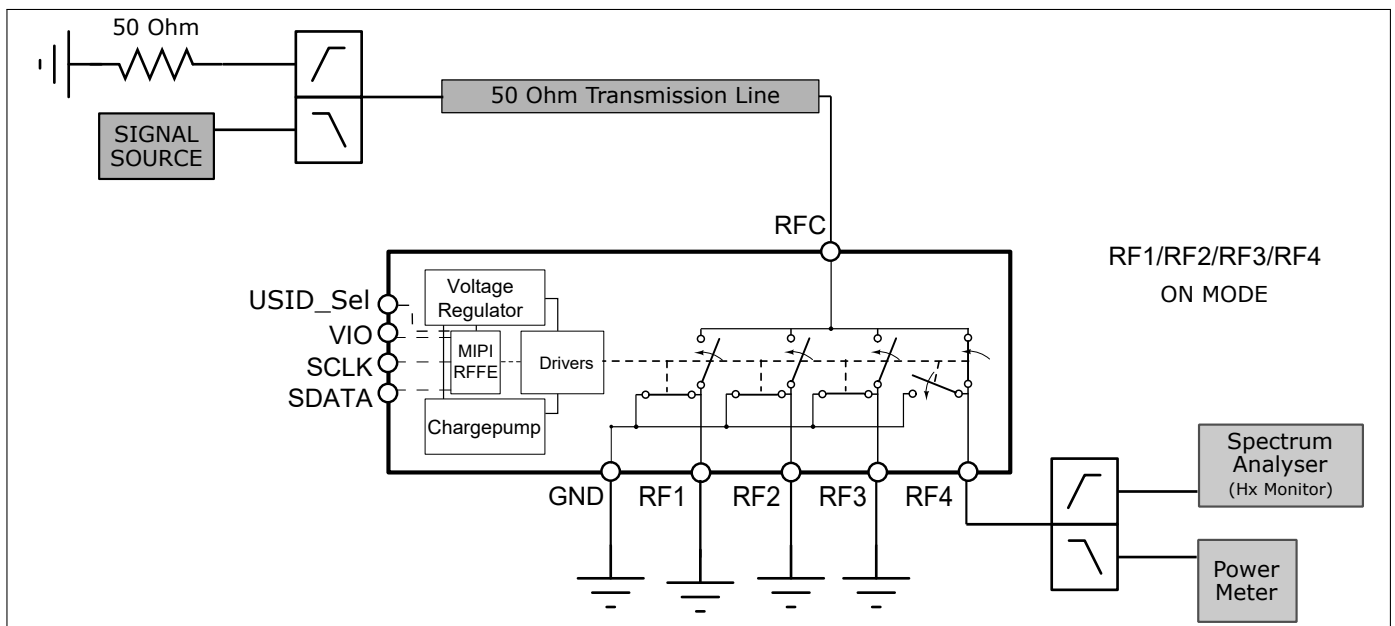 50 Ohm
50 Ohm Transmission Line
SIGNAL
SOURCE
RFC
RF1/RF2/RF3/RF4
ON MODE
USID_Sel
VIO
SCLK
SDATA
Voltage
Regulator
MIPI
RFFE
Drivers
Chargepump
GND
RF1
RF2
RF3
RF4
Spectrum
Analyser
(Hx Monitor)
Power
Meter